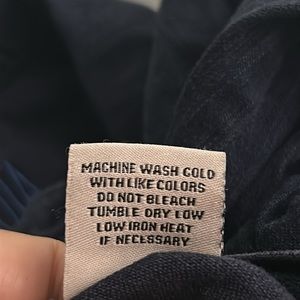 MACHINE WASH COLD
WITH LIKE COLORS
DO NOT BLEACH
TUMBLE DRY LOW
LOW IRON HEAT
IF NECESSARY